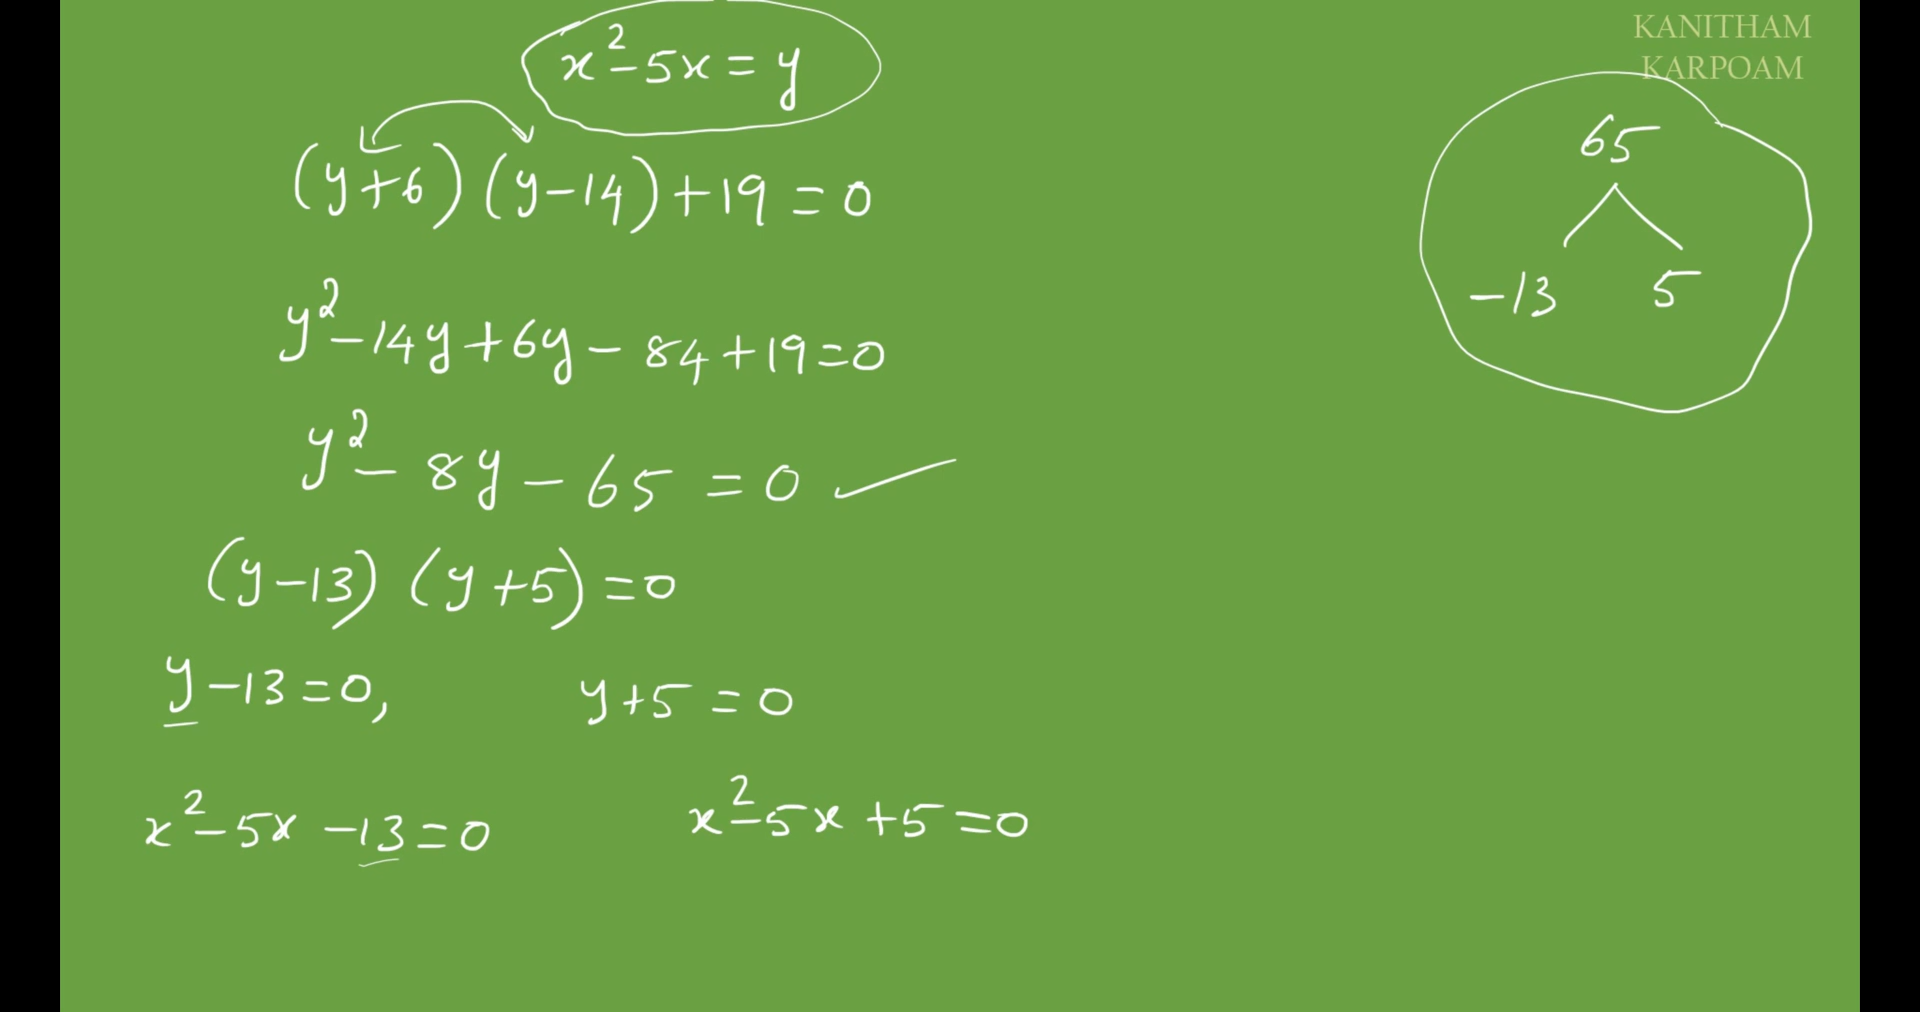 KANITHAM
KARPOAM
x²-5x=y
(y+6)(y-14)+19=0
y²-14y+6y-84+19=0
y²-8y-65=0
(y-13)(y+5)=0
y-13=0, y+5=0
x²-5x-13=0 x²-5x+5=0
65
-13 5